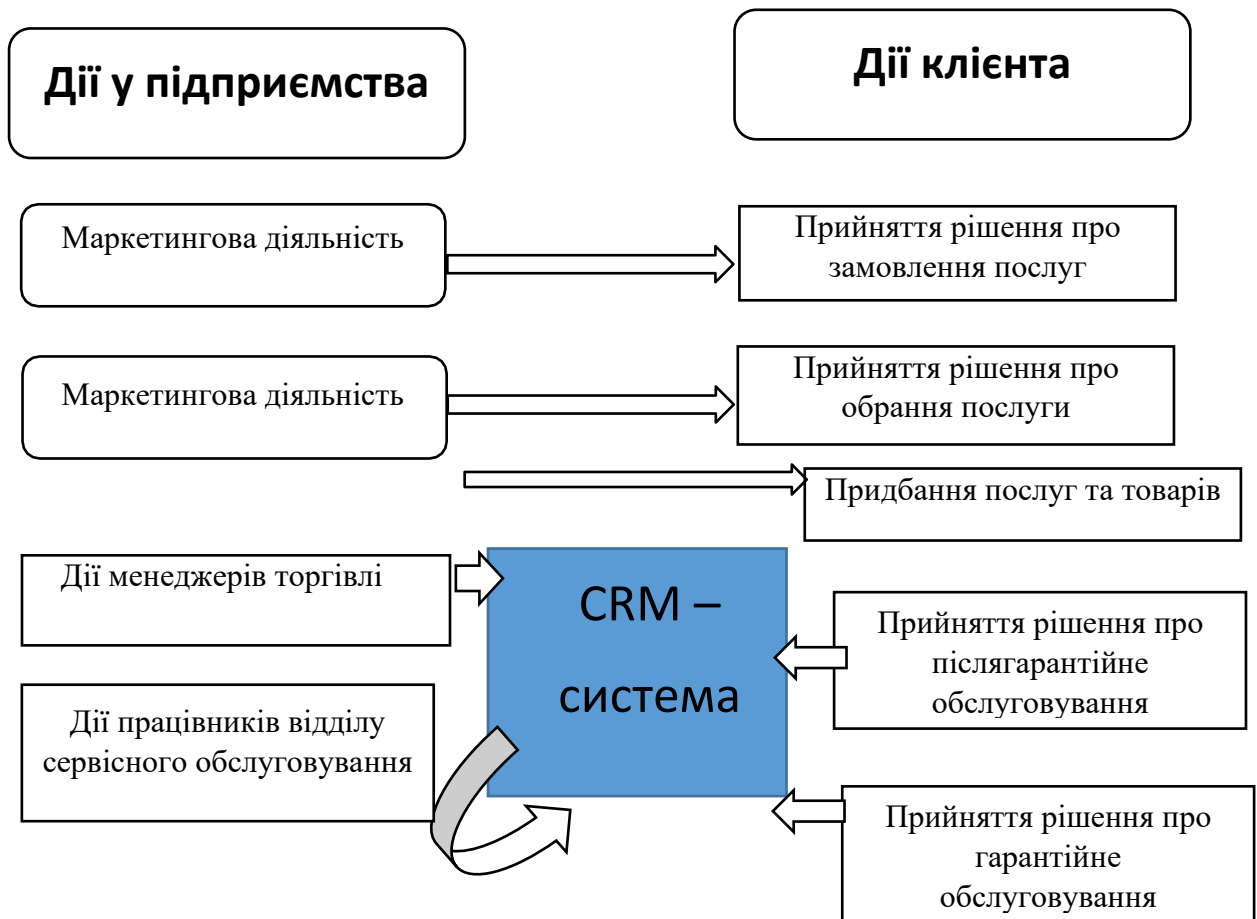 Дії у підприємства
Дії клієнта
Маркетингова діяльність
Прийняття рішення про
замовлення послуг
Маркетингова діяльність
Прийняття рішення про
обрання послуги
Придбання послуг та товарів
Дії менеджерів торгівлі
CRM –
система
Прийняття рішення про
післягарантійне
обслуговування
Дії працівників відділу
сервісного обслуговування
Прийняття рішення про
гарантійне
обслуговування